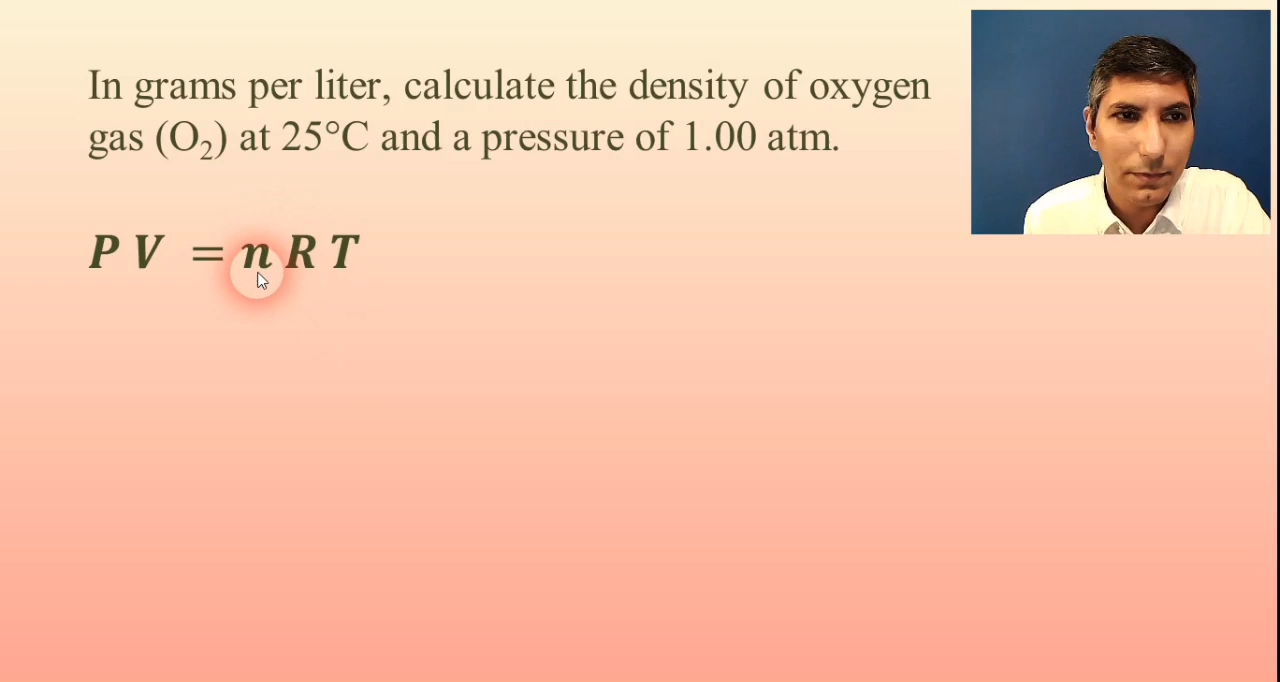 In grams per liter, calculate the density of oxygen
gas (O₂) at 25°C and a pressure of 1.00 atm.
P V = n R T